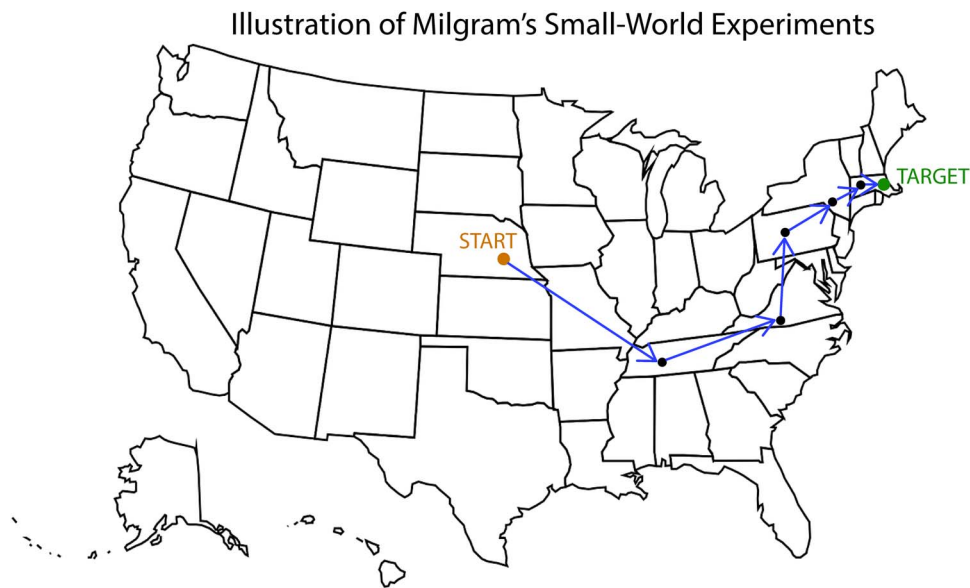 Illustration of Milgram’s Small-World Experiments
TARGET
START